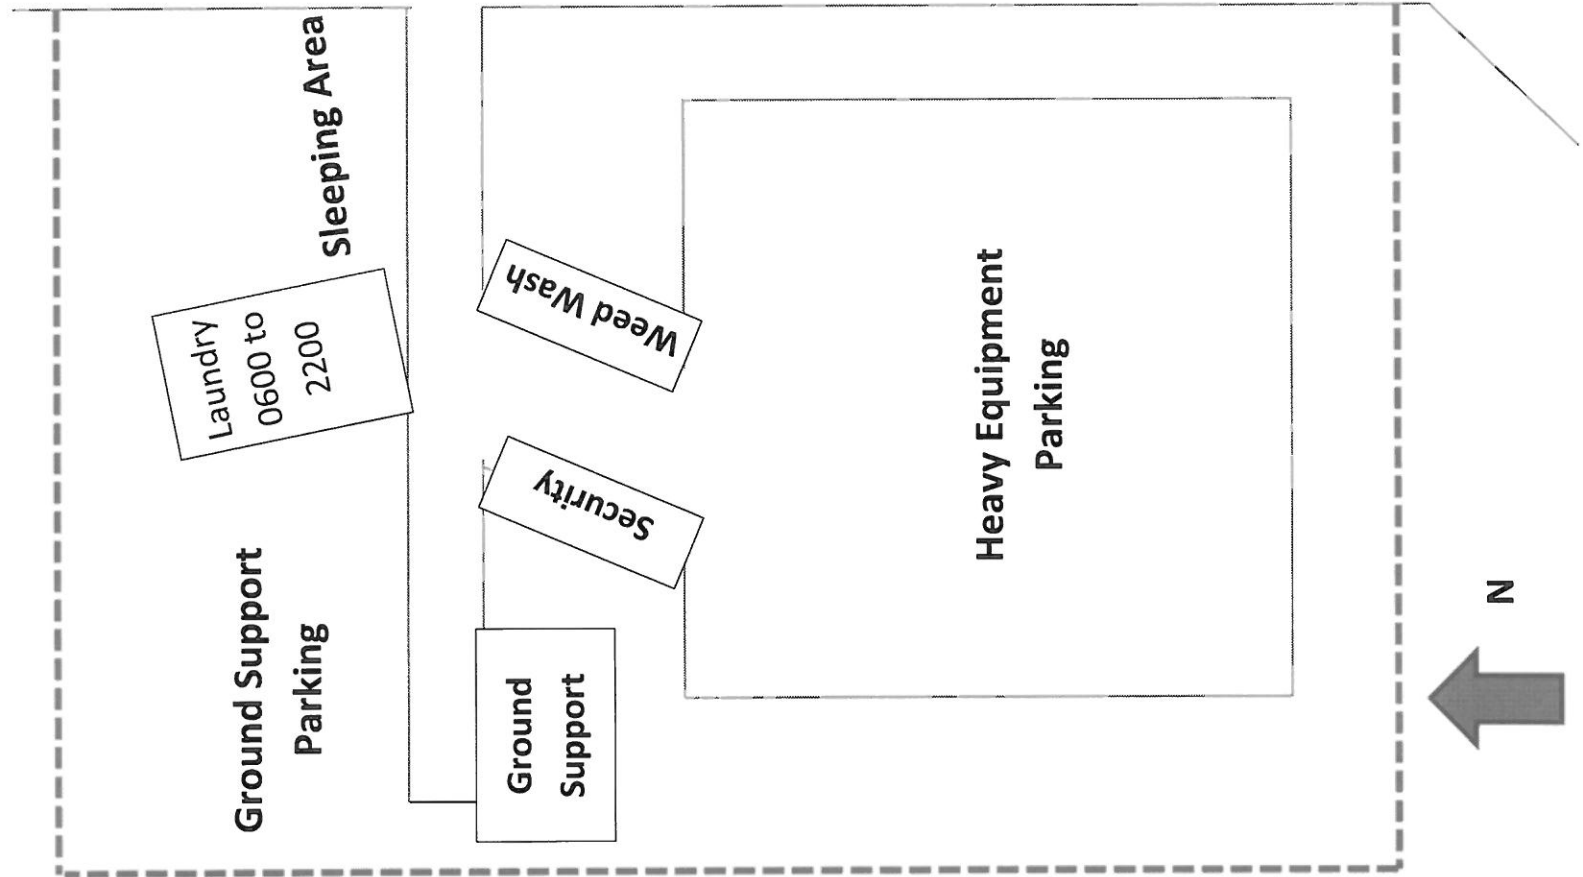 Sleeping Area
Laundry
0600 to
2200
Ground Support
Parking
Weed Wash
Security
Ground
Support
Heavy Equipment
Parking
N